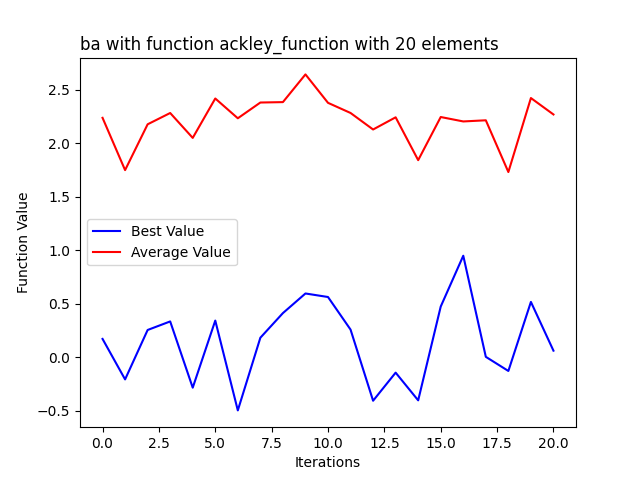 ba with function ackley_function with 20 elements
2.5
2.0
1.5
1.0
0.5
0.0
−0.5
Function Value
Best Value
Average Value
0.0 2.5 5.0 7.5 10.0 12.5 15.0 17.5 20.0
Iterations